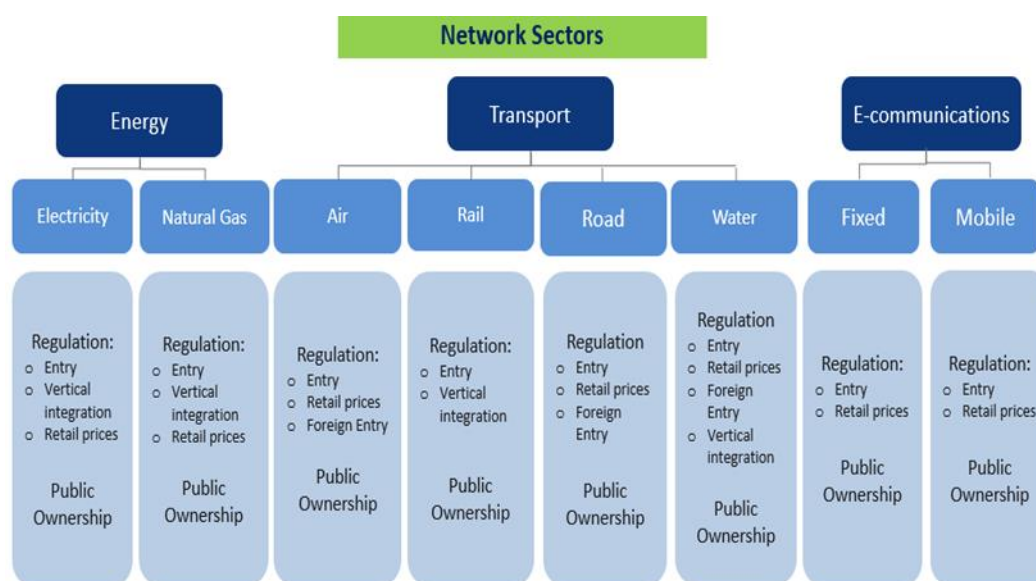 Network Sectors
Energy
Transport
E-communications
Electricity
Natural Gas
Air
Rail
Road
Water
Fixed
Mobile
Regulation:
o Entry
o Vertical
integration
o Retail prices
Public
Ownership
Regulation:
o Entry
o Vertical
integration
o Retail prices
Public
Ownership
Regulation:
o Entry
o Retail prices
o Foreign Entry
Public
Ownership
Regulation:
o Entry
o Vertical
integration
Public
Ownership
Regulation
o Entry
o Retail prices
o Foreign
Entry
Public
Ownership
Regulation
o Entry
o Retail prices
o Foreign
Entry
o Vertical
integration
Public
Ownership
Regulation:
o Entry
o Retail prices
Public
Ownership
Regulation:
o Entry
o Retail prices
Public
Ownership